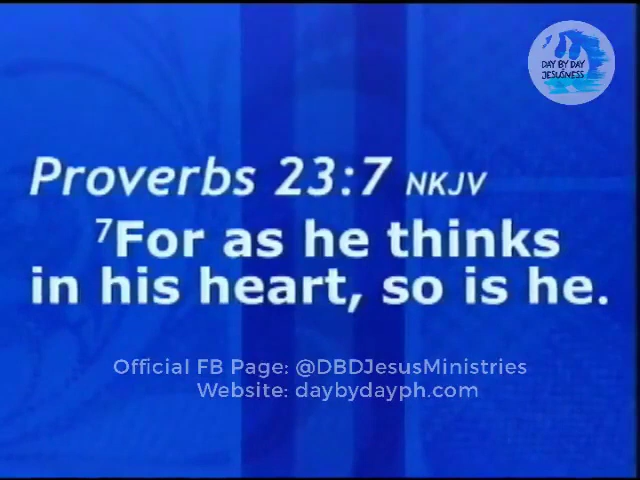 DAY BY DAY
JESUSNESS
Proverbs 23:7 NKJV
7For as he thinks
in his heart, so is he.
Official FB Page: @DBDJesusMinistries
Website: daybydayph.com